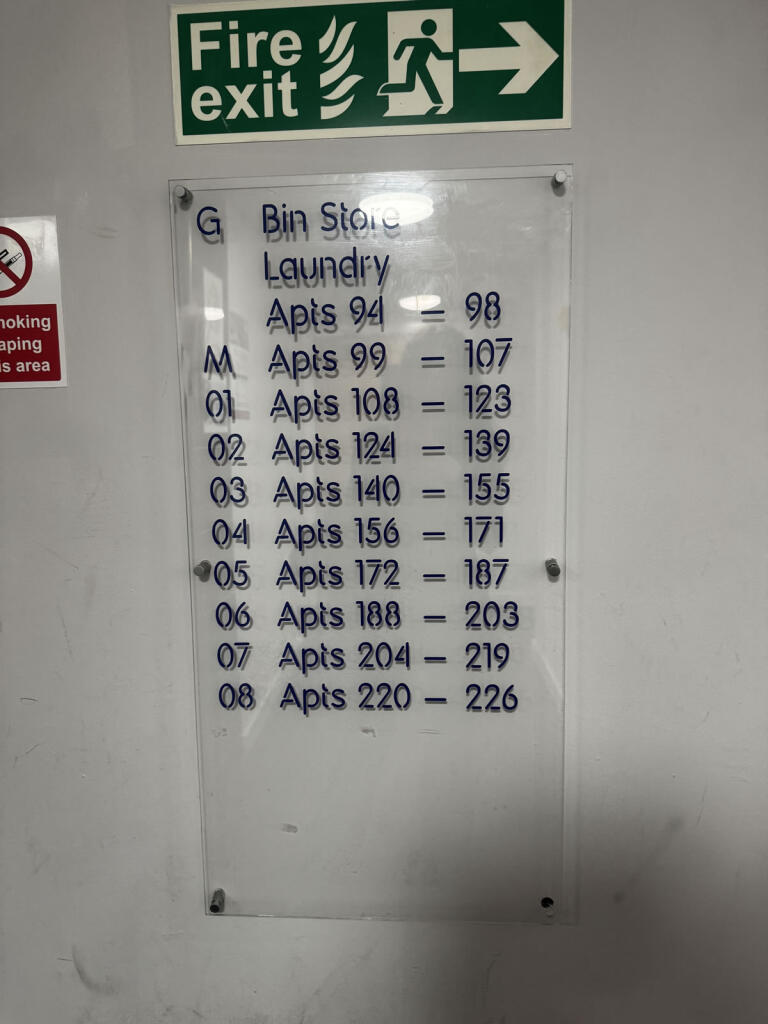 Fire
exit
G Bin Store
Laundry
Apts 94 – 98
M Apts 99 – 107
01 Apts 108 – 123
02 Apts 124 – 139
03 Apts 140 – 155
04 Apts 156 – 171
05 Apts 172 – 187
06 Apts 188 – 203
07 Apts 204 – 219
08 Apts 220 – 226
area